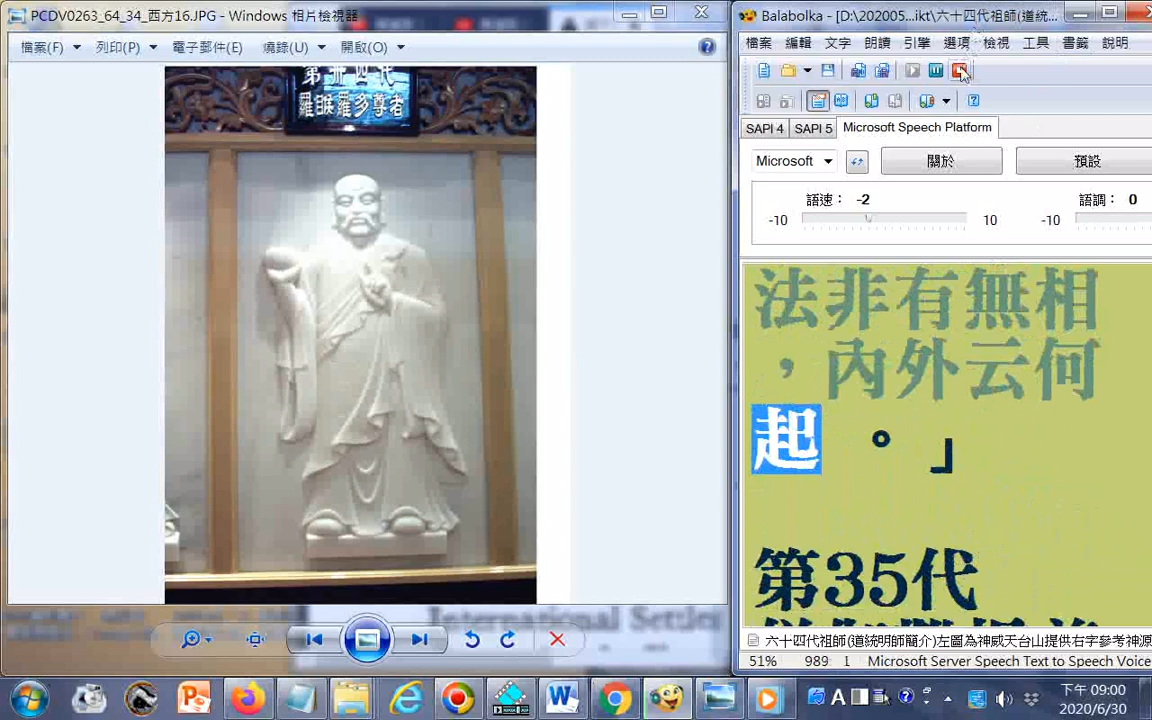 PCDV0263_64_34_西方16.JPG - Windows 相片檢視器
檔案(F) 列印(P) 電子郵件(E) 燒錄(U) 開啟(O)
第卅四代
羅睺羅多尊者
International Settler
Balabolka - [D:\202005...ikt\六十四代祖師(道統...
檔案 編輯 文字 朗讀 引擎 選項 檢視 工具 書籤 說明
SAPI 4 SAPI 5 Microsoft Speech Platform
Microsoft 關於 預設
語速： -2 語調： 0
-10 10 -10
法非有無相
，內外云何
起。」
第35代
六十四代祖師(道統明師簡介)左圖為神威天台山提供右字參考神源
51% 989 1 Microsoft Server Speech Text to Speech Voice
下午 09:00
2020/6/30